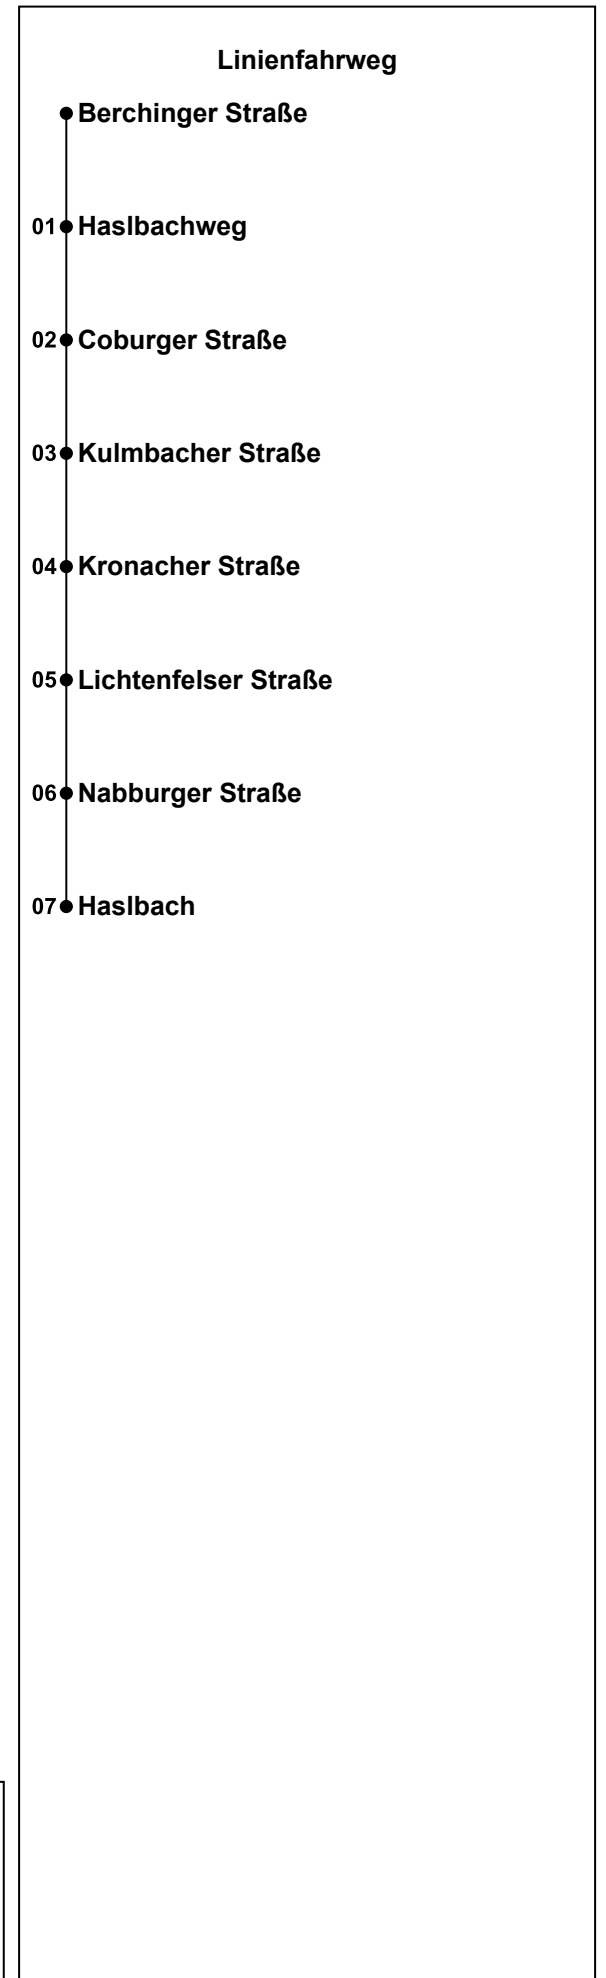 Linienfahrweg
Berchinger Straße
01 Haslbachweg
02 Coburger Straße
03 Kulmbacher Straße
04 Kronacher Straße
05 Lichtenfelser Straße
06 Nabburger Straße
07 Haslbach